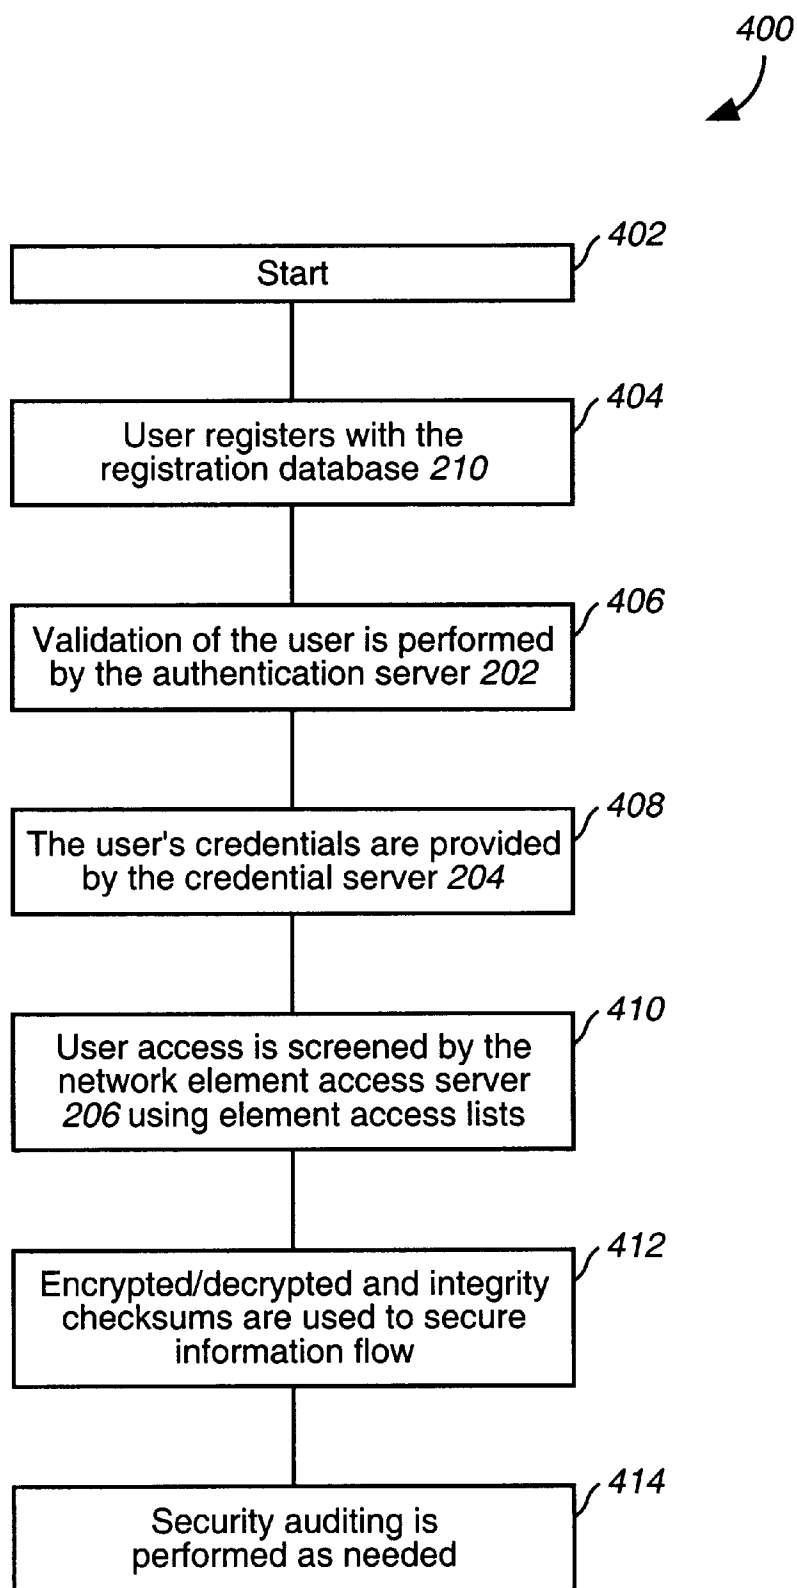 400
402
Start
404
User registers with the
registration database 210
406
Validation of the user is performed
by the authentication server 202
408
The user's credentials are provided
by the credential server 204
410
User access is screened by the
network element access server
206 using element access lists
412
Encrypted/decrypted and integrity
checksums are used to secure
information flow
414
Security auditing is
performed as needed